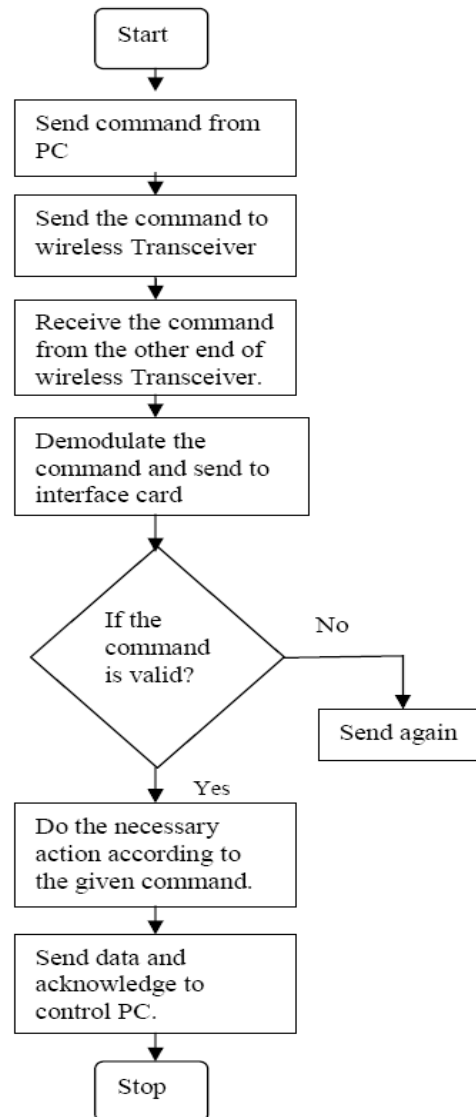 Start
Send command from
PC
Send the command to
wireless Transceiver
Receive the command
from the other end of
wireless Transceiver.
Demodulate the
command and send to
interface card
If the
command
is valid?
No
Send again
Yes
Do the necessary
action according to
the given command.
Send data and
acknowledge to
control PC.
Stop